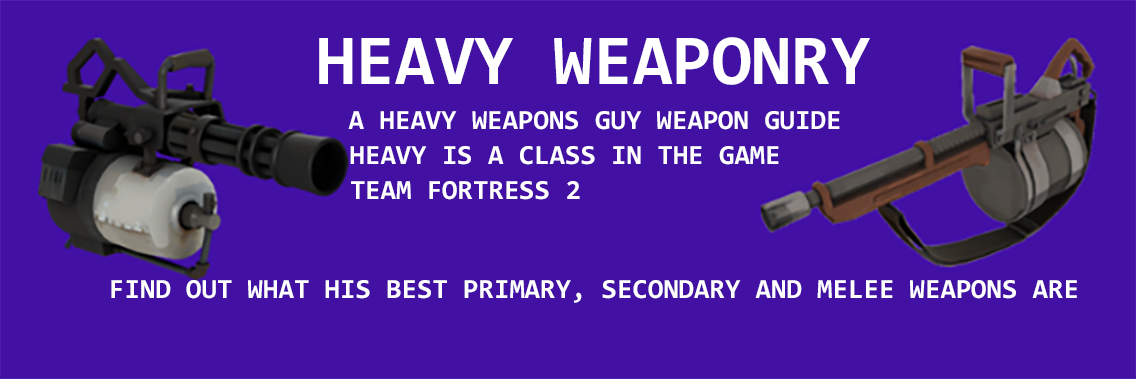 HEAVY WEAPONRY
A HEAVY WEAPONS GUY WEAPON GUIDE
HEAVY IS A CLASS IN THE GAME
TEAM FORTRESS 2
FIND OUT WHAT HIS BEST PRIMARY, SECONDARY AND MELEE WEAPONS ARE